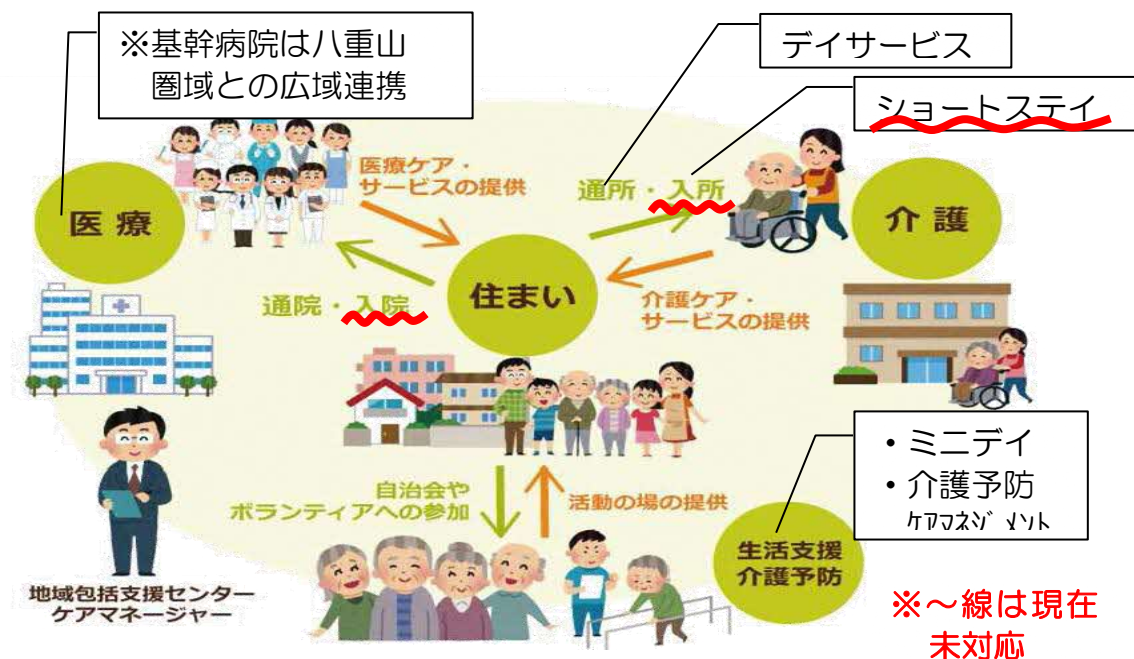 ※基幹病院は八重山
圏域との広域連携
デイサービス
ショートステイ
医療ケア・
サービスの提供
通所・入所
医療
介護
住まい
通院・入院
介護ケア・
サービスの提供
・ミニデイ
・介護予防
ｹｱﾏﾈｼﾞﾒﾝﾄ
自治会や
ボランティアへの参加
活動の場の提供
生活支援
介護予防
地域包括支援センター
ケアマネージャー
※～線は現在
未対応